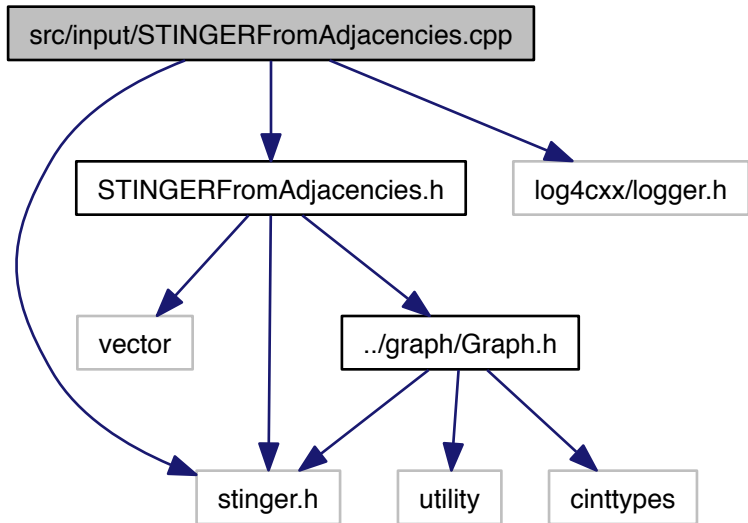 src/input/STINGERFromAdjacencies.cpp
STINGERFromAdjacencies.h
log4cxx/logger.h
vector
../graph/Graph.h
stinger.h
utility
cinttypes